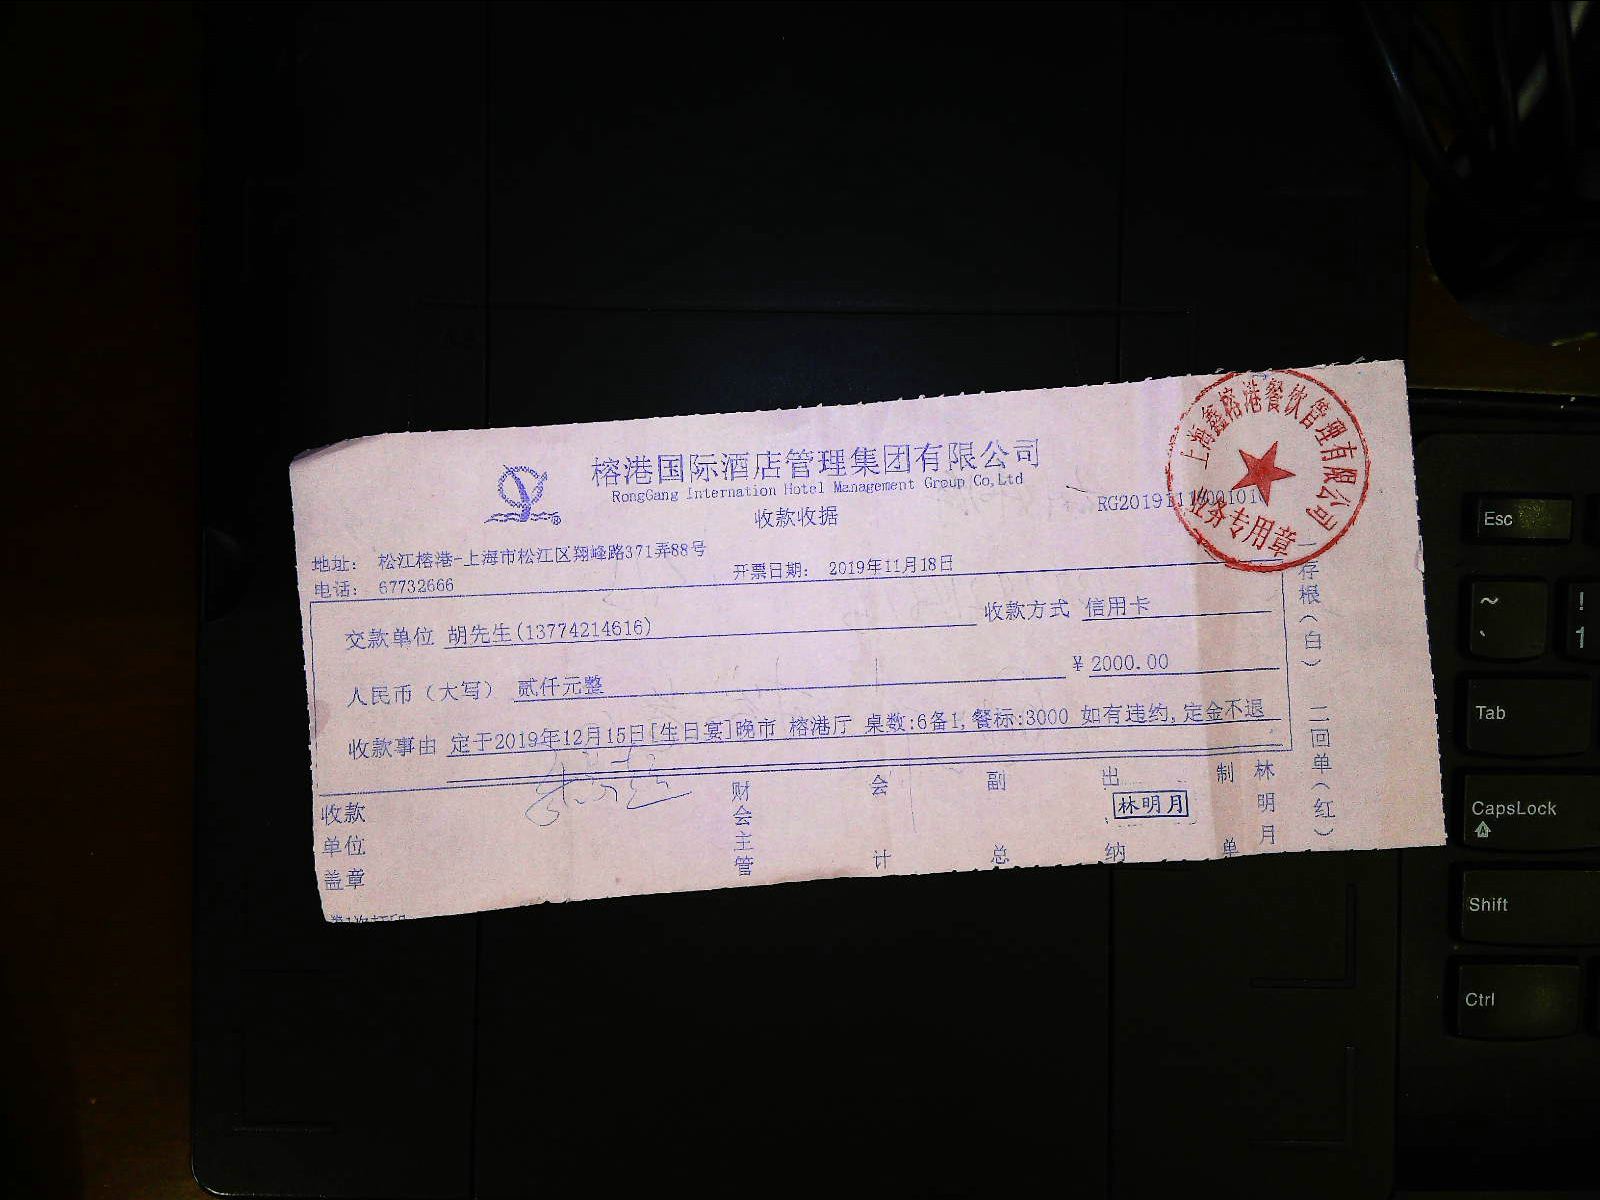 榕港国际酒店管理集团有限公司
RongGang Internation Hotel Management Group Co,Ltd
收款收据
上海鑫榕港餐饮管理有限公司
业务专用章
地址： 松江榕港-上海市松江区翔峰路371弄88号
电话： 67732666
开票日期： 2019年11月18日
交款单位 胡先生(13774214616)
收款方式 信用卡
人民币（大写） 贰仟元整
￥2000.00
收款事由 定于2019年12月15日[生日宴]晚市 榕港厅 桌数:6备1,餐标:3000 如有违约,定金不退
收款单位盖章
财会主管
会计
副总
出纳
林明月
制单
林明月
一存根（白） 二回单（红）
Esc
~
`
!
1
Tab
CapsLock
Shift
Ctrl